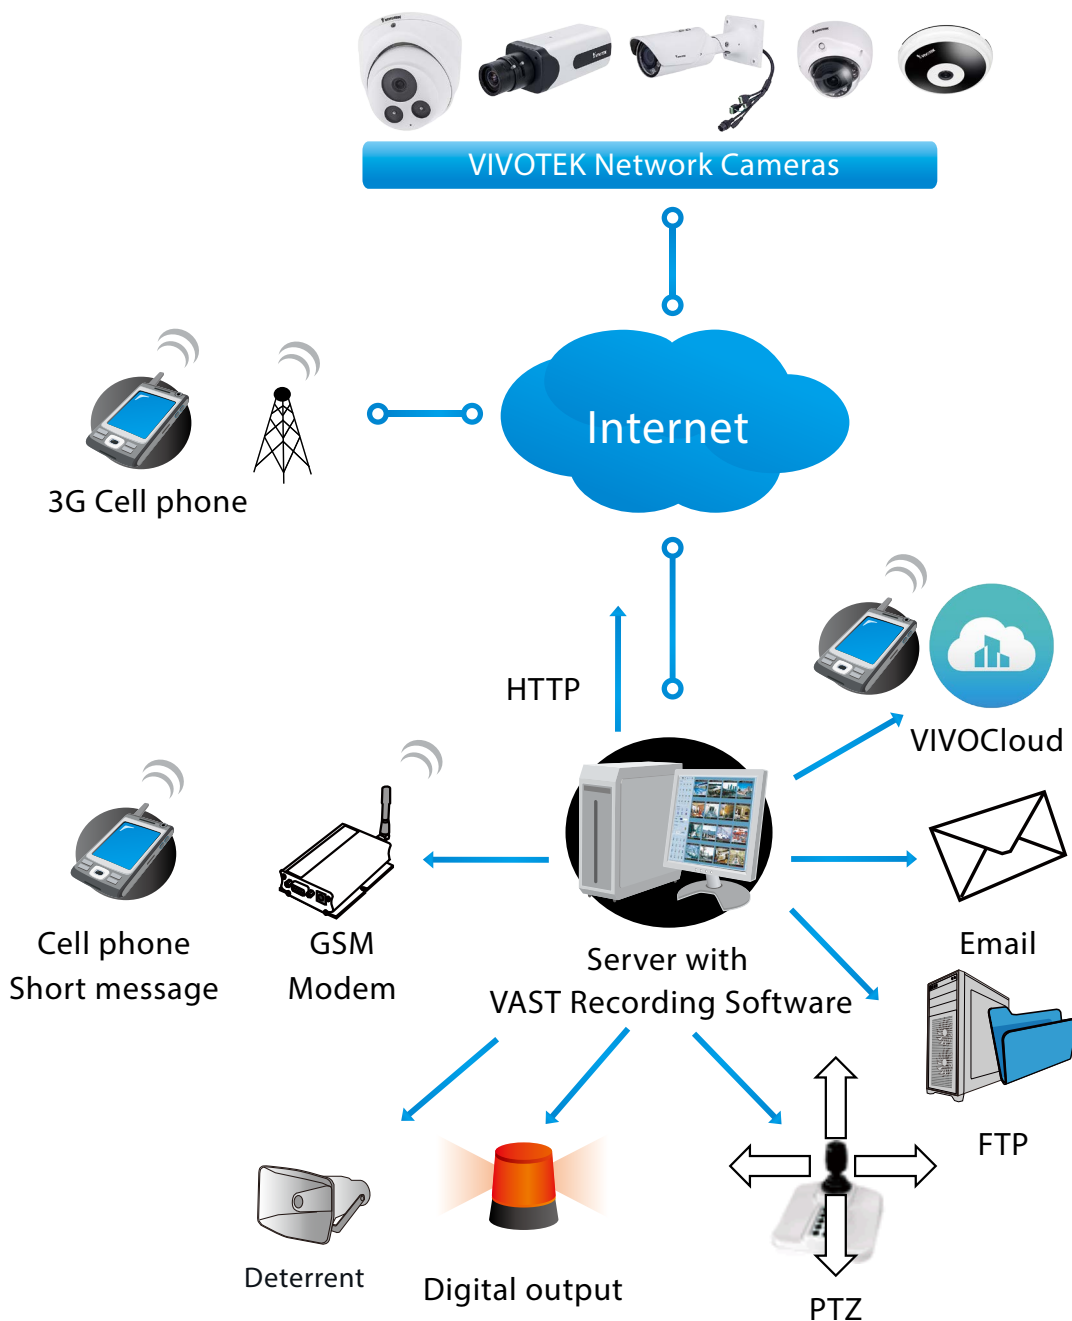 VIVOTEK Network Cameras
Internet
3G Cell phone
HTTP
VIVOCloud
Cell phone
Short message
GSM
Modem
Server with
VAST Recording Software
Email
FTP
Deterrent
Digital output
PTZ